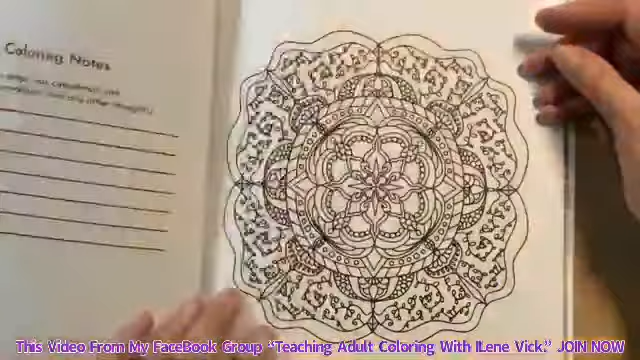 Coloring Notes
This Video From My FaceBook Group "Teaching Adult Coloring With ILene Vick." JOIN NOW